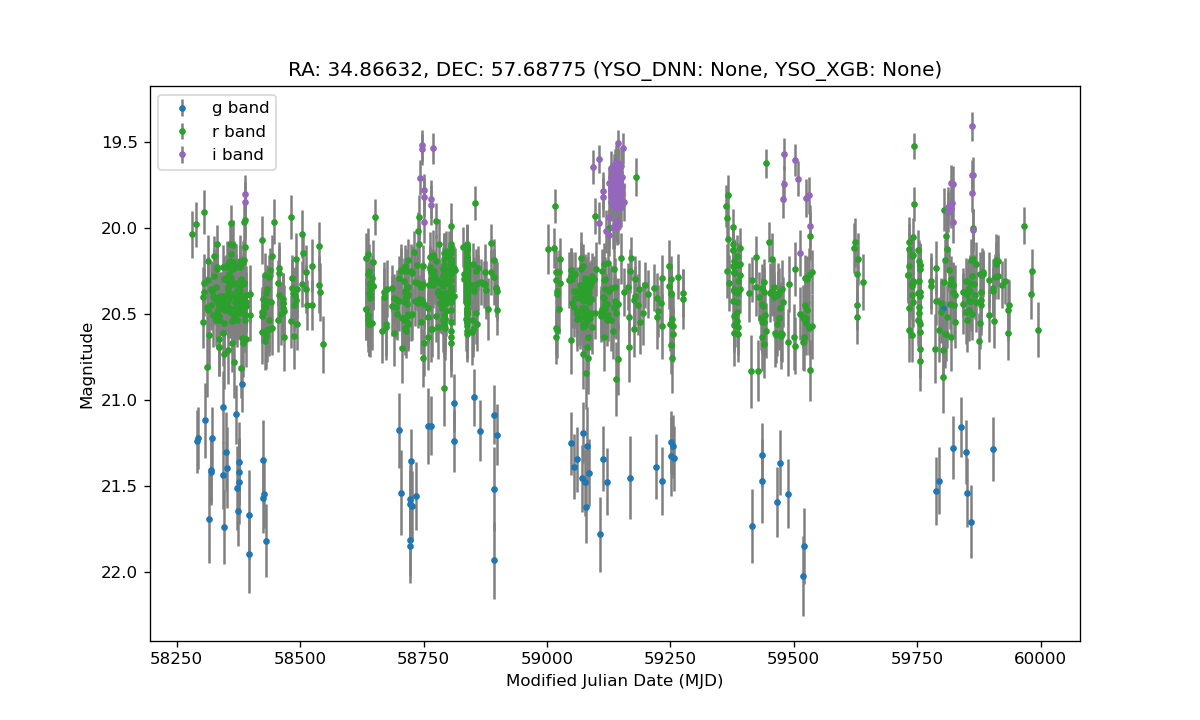 RA: 34.86632, DEC: 57.68775 (YSO_DNN: None, YSO_XGB: None)
g band
r band
i band
19.5
20.0
20.5
21.0
21.5
22.0
Magnitude
58250 58500 58750 59000 59250 59500 59750 60000
Modified Julian Date (MJD)